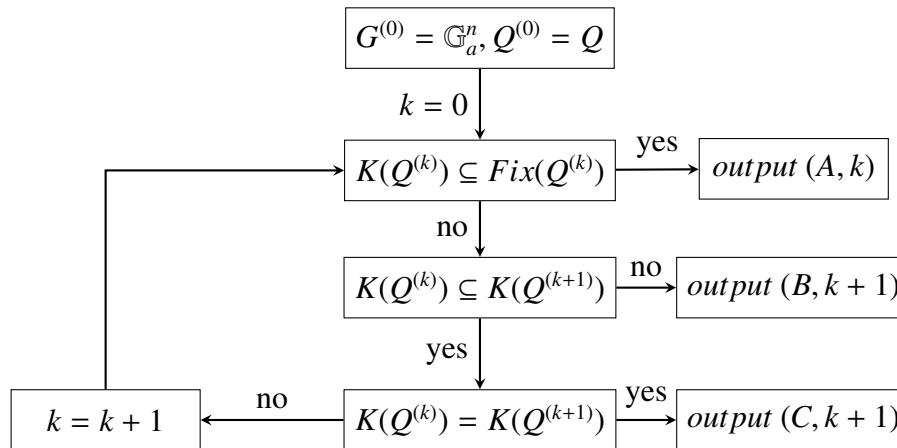 G^{(0)} = 𝔾_a^n, Q^{(0)} = Q
k = 0
K(Q^{(k)}) ⊆ Fix(Q^{(k)})
yes
output (A, k)
no
K(Q^{(k)}) ⊆ K(Q^{(k+1)})
no
output (B, k + 1)
yes
k = k + 1
no
K(Q^{(k)}) = K(Q^{(k+1)})
yes
output (C, k + 1)